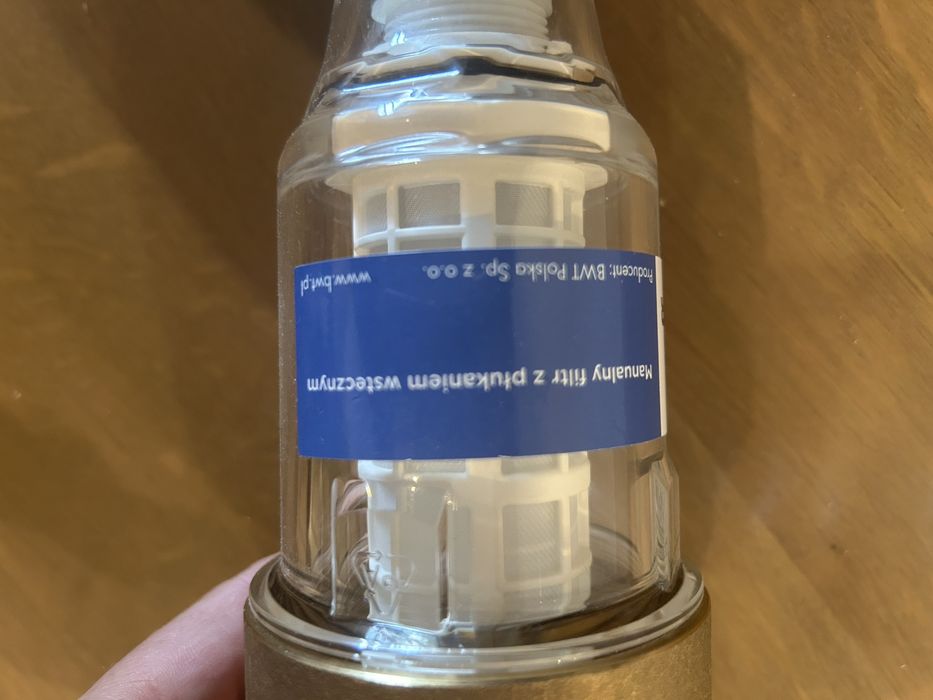 Manualny filtr z płukaniem wstecznym
Producent: BWT Polska Sp. z o.o. www.bwt.pl